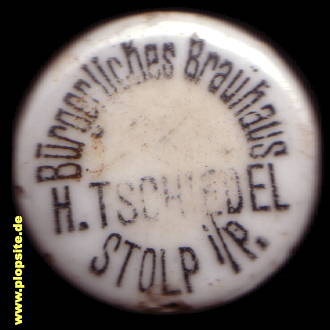 Bürgerliches Brauhaus
H. TSCHIEDEL
STOLP i/P.
www.plopsite.de